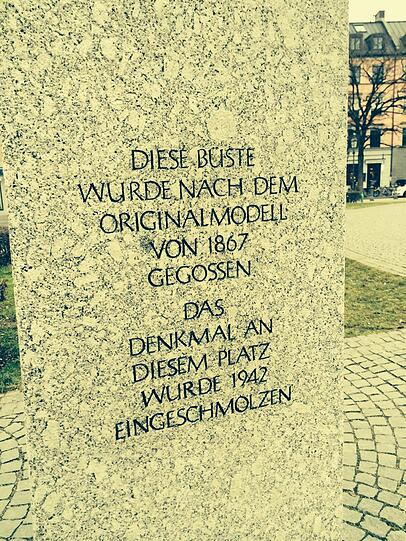 DIESE BÜSTE
WURDE NACH DEM
ORIGINALMODELL
VON 1867
GEGOSSEN
DAS
DENKMAL AN
DIESEM PLATZ
WURDE 1942
EINGESCHMOLZEN